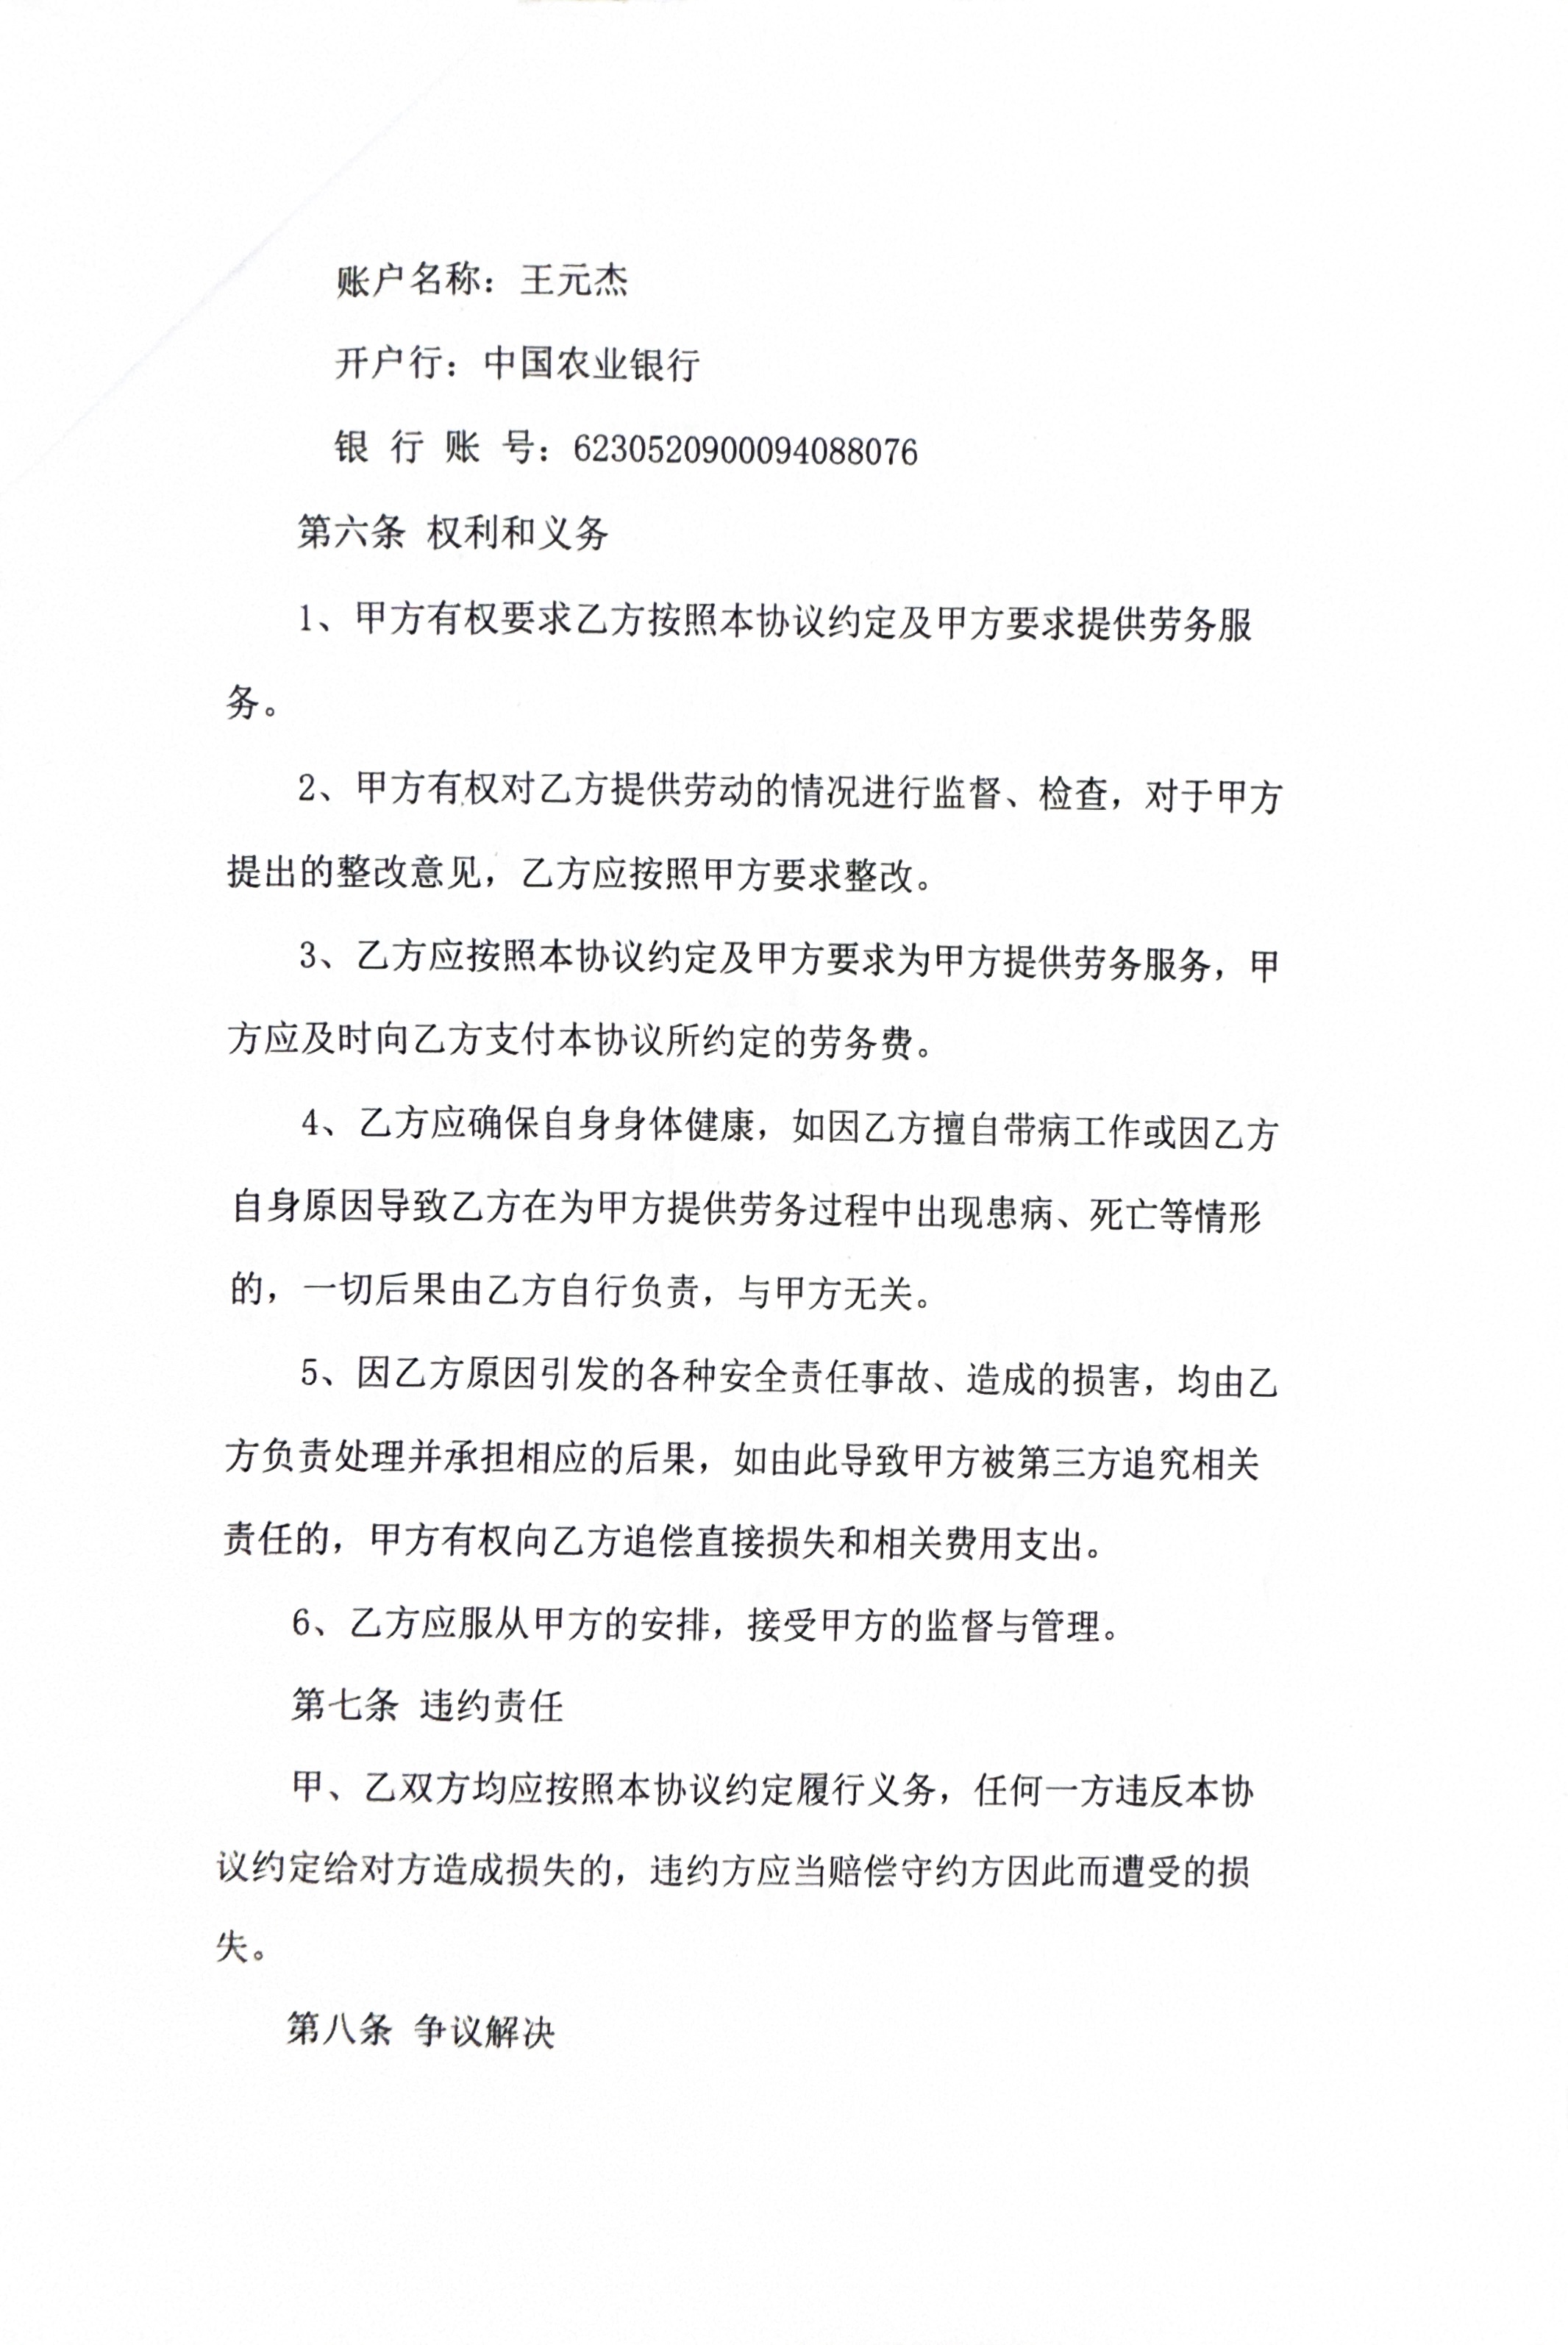 账户名称：王元杰
开户行：中国农业银行
银 行 账 号：6230520900094088076
第六条 权利和义务
1、甲方有权要求乙方按照本协议约定及甲方要求提供劳务服
务。
2、甲方有权对乙方提供劳动的情况进行监督、检查，对于甲方
提出的整改意见，乙方应按照甲方要求整改。
3、乙方应按照本协议约定及甲方要求为甲方提供劳务服务，甲
方应及时向乙方支付本协议所约定的劳务费。
4、乙方应确保自身身体健康，如因乙方擅自带病工作或因乙方
自身原因导致乙方在为甲方提供劳务过程中出现患病、死亡等情形
的，一切后果由乙方自行负责，与甲方无关。
5、因乙方原因引发的各种安全责任事故、造成的损害，均由乙
方负责处理并承担相应的后果，如由此导致甲方被第三方追究相关
责任的，甲方有权向乙方追偿直接损失和相关费用支出。
6、乙方应服从甲方的安排，接受甲方的监督与管理。
第七条 违约责任
甲、乙双方均应按照本协议约定履行义务，任何一方违反本协
议约定给对方造成损失的，违约方应当赔偿守约方因此而遭受的损
失。
第八条 争议解决